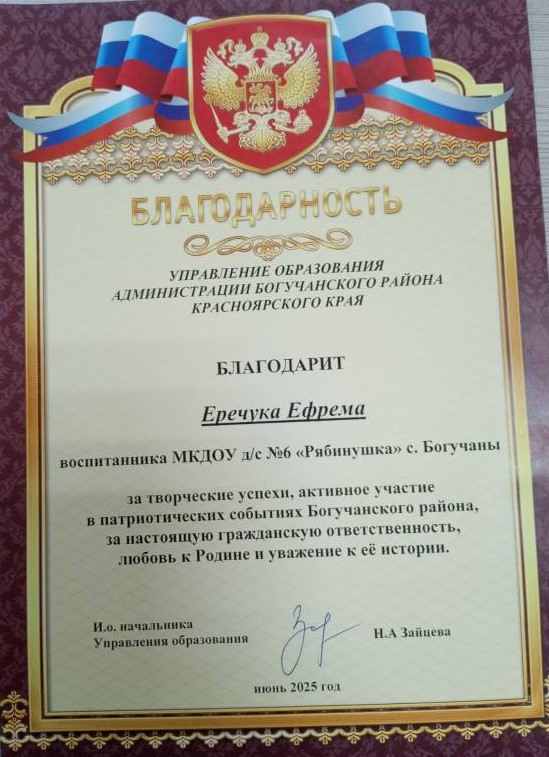 БЛАГОДАРНОСТЬ
УПРАВЛЕНИЕ ОБРАЗОВАНИЯ
АДМИНИСТРАЦИИ БОГУЧАНСКОГО РАЙОНА
КРАСНОЯРСКОГО КРАЯ
БЛАГОДАРИТ
Еречука Ефрема
воспитанника МКДОУ д/с №6 «Рябинушка» с. Богучаны
за творческие успехи, активное участие
в патриотических событиях Богучанского района,
за настоящую гражданскую ответственность,
любовь к Родине и уважение к её истории.
И.о. начальника
Управления образования
Н.А Зайцева
июнь 2025 год